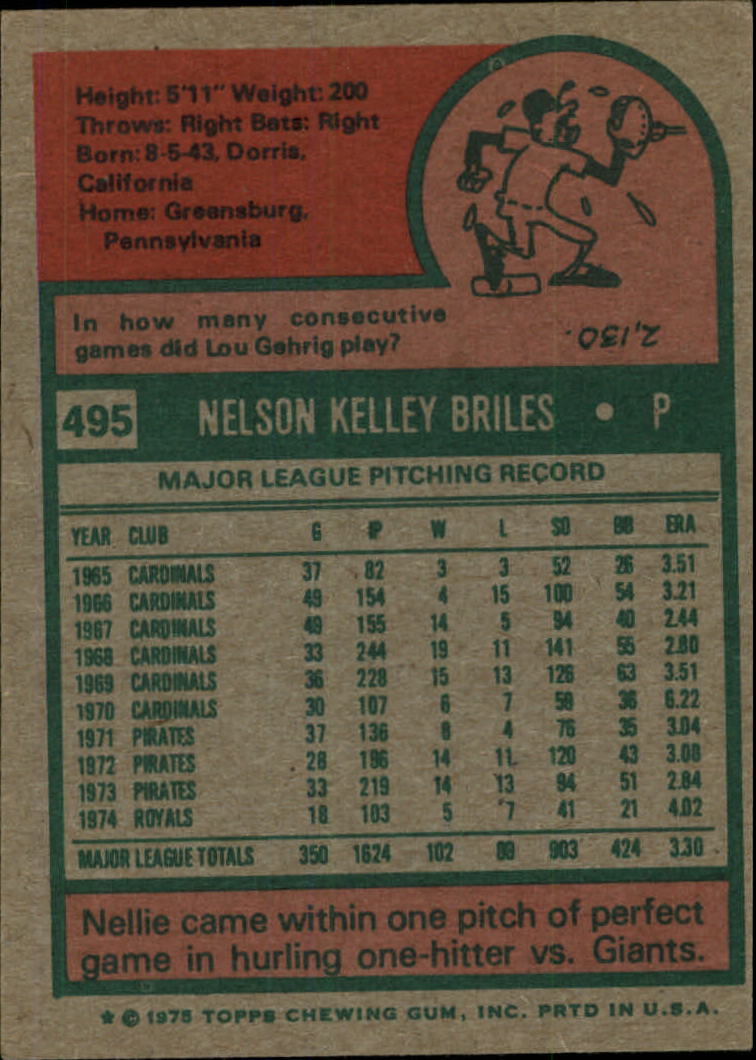 Height: 5'11" Weight: 200
Throws: Right Bats: Right
Born: 8-5-43, Dorris,
California
Home: Greensburg,
Pennsylvania
In how many consecutive
games did Lou Gehrig play?
2,130.
495 NELSON KELLEY BRILES • P
MAJOR LEAGUE PITCHING RECORD
YEAR CLUB G IP W L SO BB ERA
1965 CARDINALS 37 82 3 3 52 26 3.51
1966 CARDINALS 49 154 4 15 100 54 3.21
1967 CARDINALS 49 155 14 5 94 40 2.44
1968 CARDINALS 33 244 19 11 141 55 2.80
1969 CARDINALS 36 228 15 13 126 63 3.51
1970 CARDINALS 30 107 6 7 59 36 6.22
1971 PIRATES 37 136 8 4 76 35 3.04
1972 PIRATES 28 196 14 11 120 43 3.08
1973 PIRATES 33 219 14 13 94 51 2.84
1974 ROYALS 18 103 5 7 41 21 4.02
MAJOR LEAGUE TOTALS 350 1624 102 89 903 424 3.30
Nellie came within one pitch of perfect
game in hurling one-hitter vs. Giants.
* © 1975 TOPPS CHEWING GUM, INC. PRTD IN U.S.A.